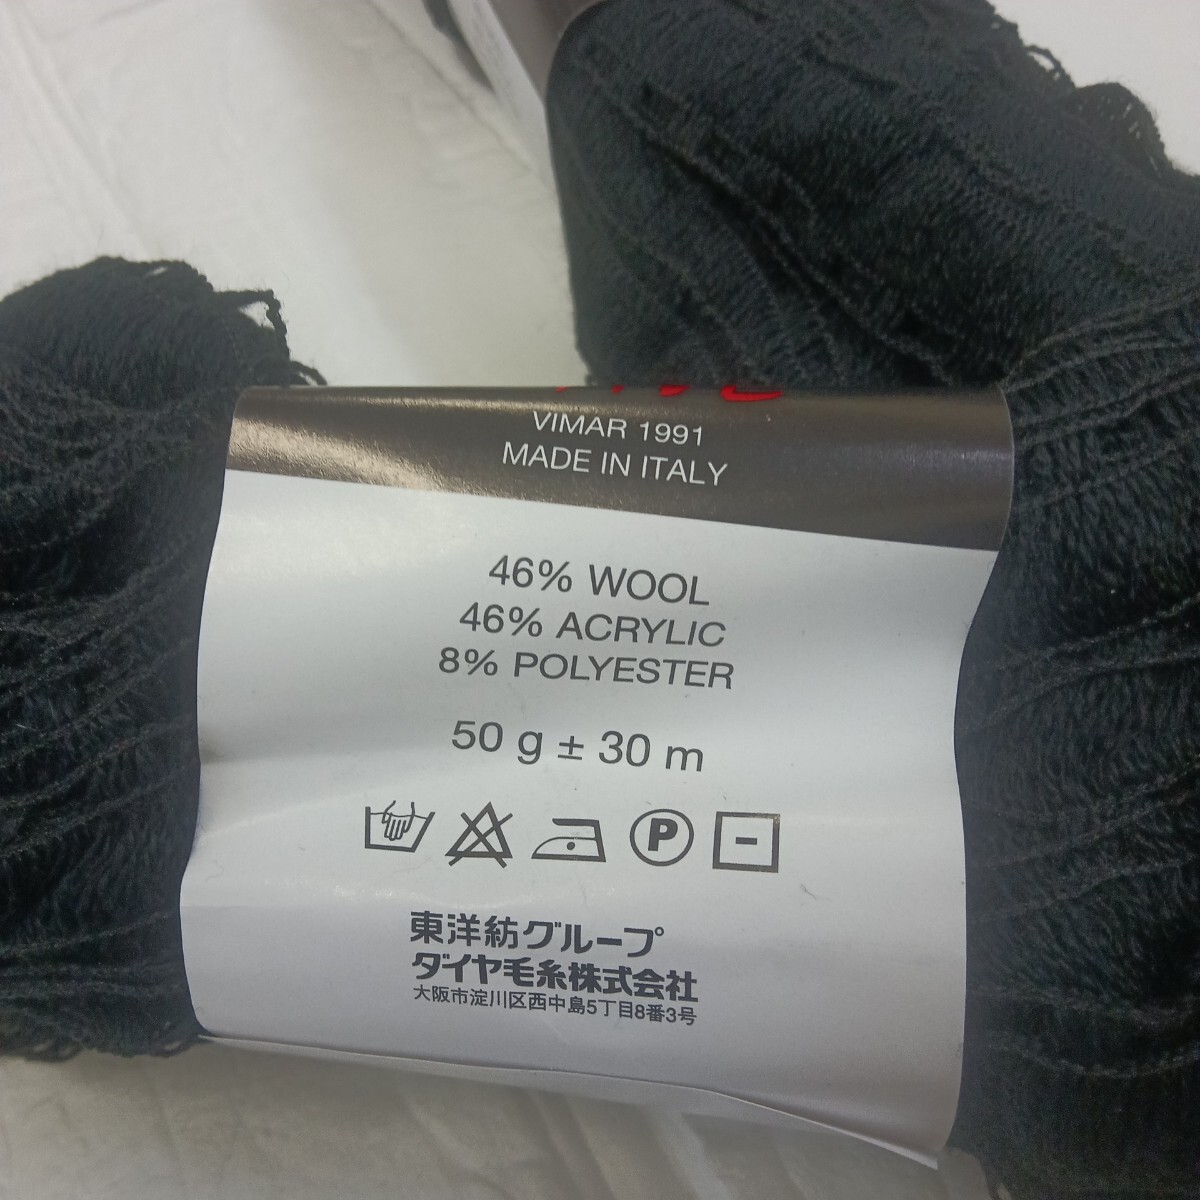 VIMAR 1991
MADE IN ITALY
46% WOOL
46% ACRYLIC
8% POLYESTER
50 g ± 30 m
P
東洋紡グループ
ダイヤ毛糸株式会社
大阪市淀川区西中島5丁目8番3号